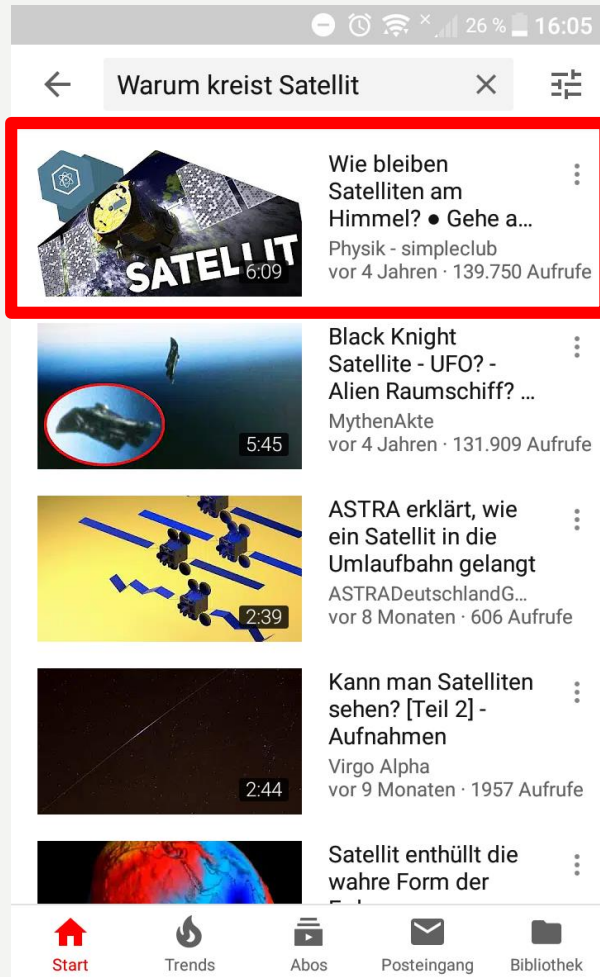 26 % 16:05
Warum kreist Satellit
SATELLIT
6:09
Wie bleiben
Satelliten am
Himmel? ● Gehe a...
Physik - simpleclub
vor 4 Jahren · 139.750 Aufrufe
5:45
Black Knight
Satellite - UFO? -
Alien Raumschiff? ...
MythenAkte
vor 4 Jahren · 131.909 Aufrufe
2:39
ASTRA erklärt, wie
ein Satellit in die
Umlaufbahn gelangt
ASTRADeutschlandG...
vor 8 Monaten · 606 Aufrufe
2:44
Kann man Satelliten
sehen? [Teil 2] -
Aufnahmen
Virgo Alpha
vor 9 Monaten · 1957 Aufrufe
Satellit enthüllt die
wahre Form der
Start Trends Abos Posteingang Bibliothek